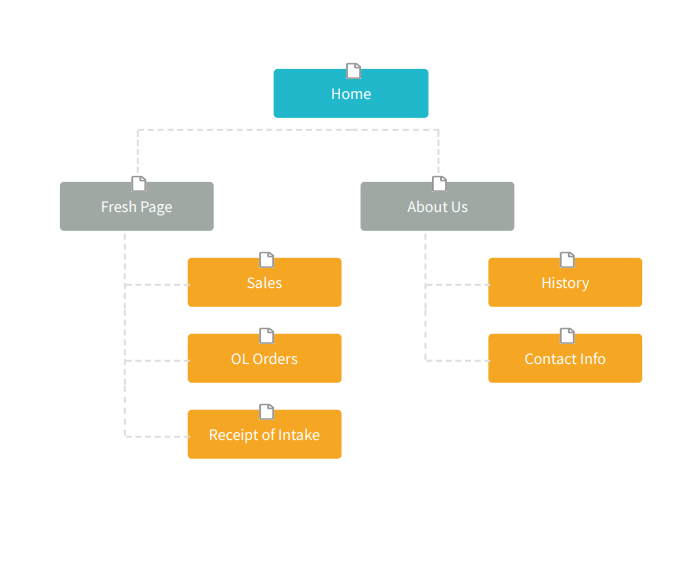 Home
Fresh Page
About Us
Sales
History
OL Orders
Contact Info
Receipt of Intake